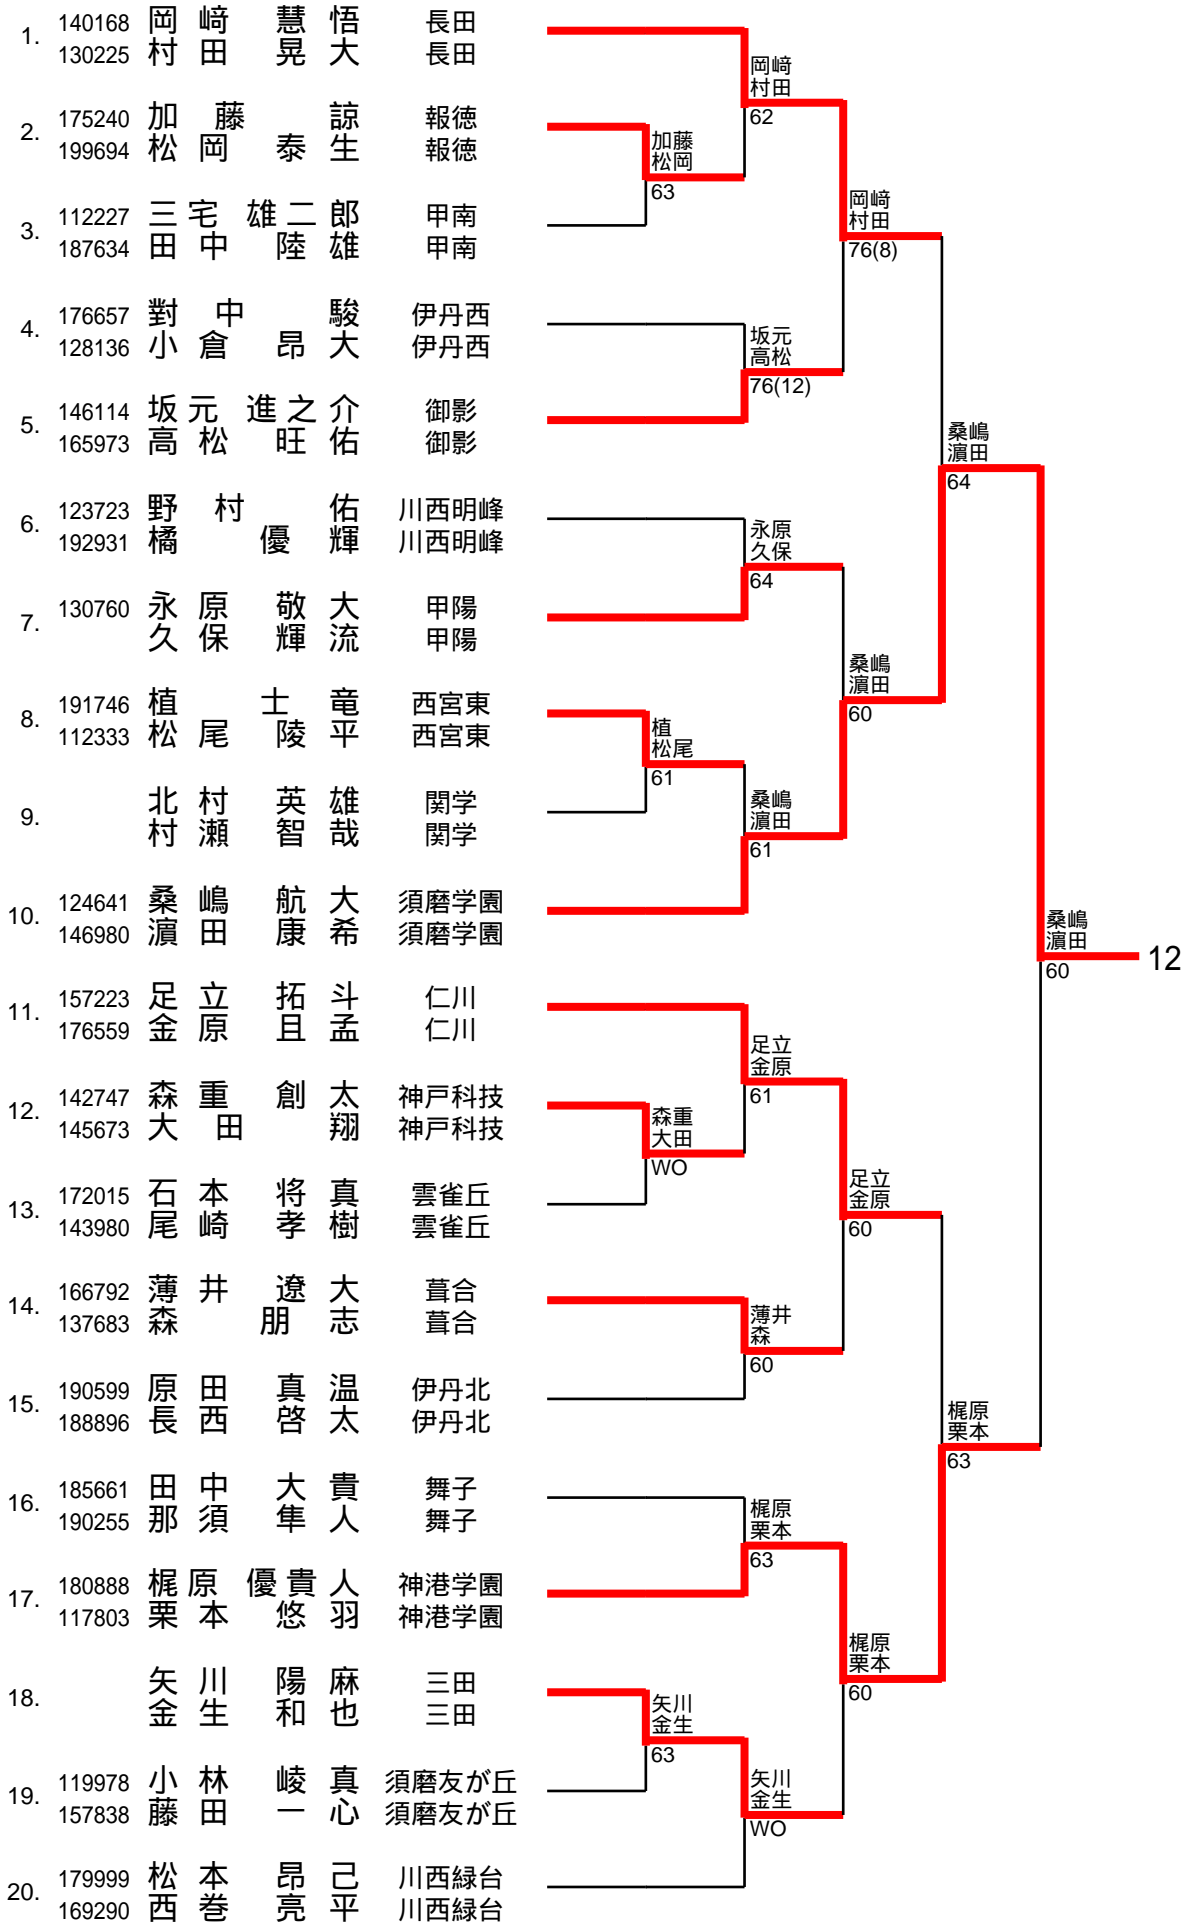 1. 140168 岡﨑 慧悟 長田
130225 村田 晃大 長田
2. 175240 加藤 諒 報徳
199694 松岡 泰生 報徳
3. 112227 三宅 雄二郎 甲南
187634 田中 陸雄 甲南
4. 176657 對中 駿 伊丹西
128136 小倉 昂大 伊丹西
5. 146114 坂元 進之介 御影
165973 高松 旺佑 御影
6. 123723 野村 佑 川西明峰
192931 橘 優輝 川西明峰
7. 130760 永原 敬大 甲陽
久保 輝流 甲陽
8. 191746 植 士竜 西宮東
112333 松尾 陵平 西宮東
9. 北村 英雄 関学
村瀬 智哉 関学
10. 124641 桑嶋 航大 須磨学園
146980 濵田 康希 須磨学園
11. 157223 足立 拓斗 仁川
176559 金原 且孟 仁川
12. 142747 森重 創太 神戸科技
145673 大田 翔 神戸科技
13. 172015 石本 将真 雲雀丘
143980 尾崎 孝樹 雲雀丘
14. 166792 薄井 遼大 葺合
137683 森 朋志 葺合
15. 190599 原田 真温 伊丹北
188896 長西 啓太 伊丹北
16. 185661 田中 大貴 舞子
190255 那須 隼人 舞子
17. 180888 梶原 優貴人 神港学園
117803 栗本 悠羽 神港学園
18. 矢川 陽麻 三田
金生 和也 三田
19. 119978 小林 崚真 須磨友が丘
157838 藤田 一心 須磨友が丘
20. 179999 松本 昂己 川西緑台
169290 西巻 亮平 川西緑台
加藤
松岡
63
植
松尾
61
森重
大田
WO
矢川
金生
63
岡﨑
村田
62
坂元
高松
76(12)
永原
久保
64
桑嶋
濵田
61
足立
金原
61
薄井
森
60
梶原
栗本
63
矢川
金生
WO
岡﨑
村田
76(8)
桑嶋
濵田
60
足立
金原
60
梶原
栗本
60
桑嶋
濵田
64
梶原
栗本
63
桑嶋
濵田
60
12